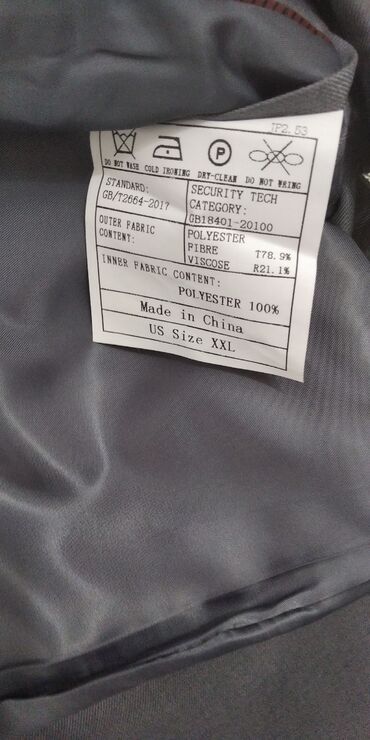 JP2.53
P
DO NOT WASH COLD IRONING DRY-CLEAN DO NOT WRING
STANDARD:
GB/T2664-2017
SECURITY TECH
CATEGORY:
GB18401-20100
OUTER FABRIC
CONTENT:
POLYESTER
PIBRE T78.9%
VISCOSE R21.1%
INNER FABRIC CONTENT:
POLYESTER 100%
Made in China
US Size XXL